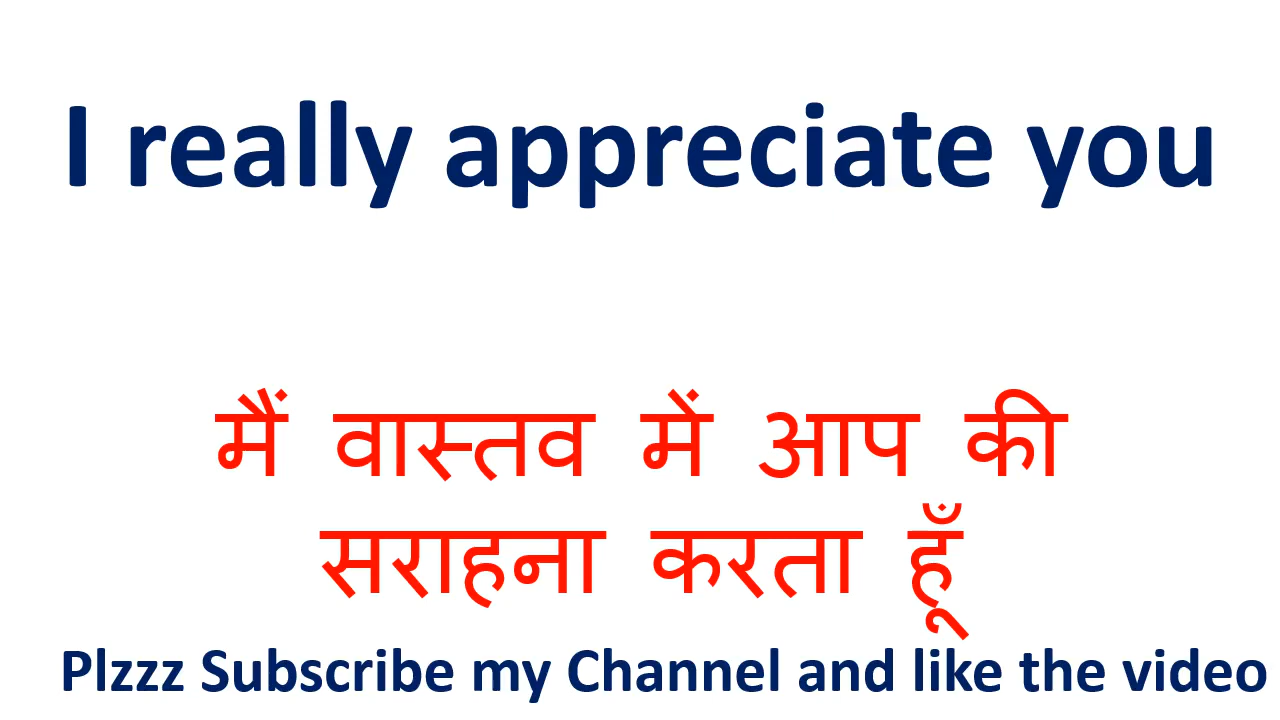 I really appreciate you
मैं वास्तव में आप की
सराहना करता हूँ
Plzzz Subscribe my Channel and like the video